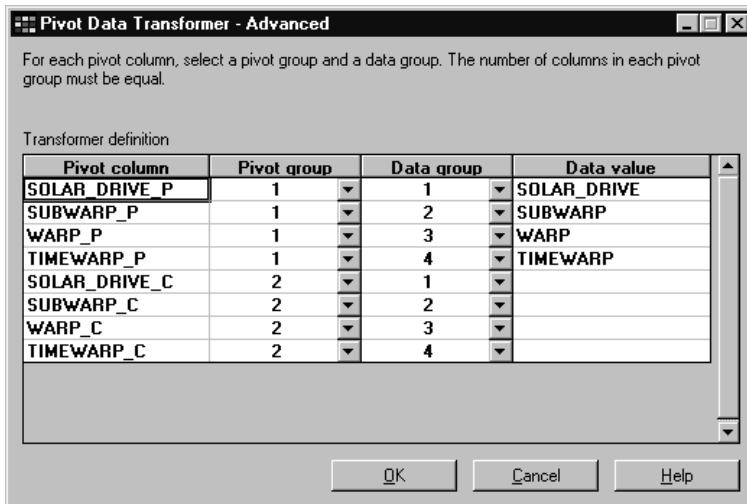 Pivot Data Transformer - Advanced
For each pivot column, select a pivot group and a data group. The number of columns in each pivot
group must be equal.
Transformer definition
Pivot column Pivot group Data group Data value
SOLAR_DRIVE_P 1 1 SOLAR_DRIVE
SUBWARP_P 1 2 SUBWARP
WARP_P 1 3 WARP
TIMEWARP_P 1 4 TIMEWARP
SOLAR_DRIVE_C 2 1
SUBWARP_C 2 2
WARP_C 2 3
TIMEWARP_C 2 4
OK Cancel Help